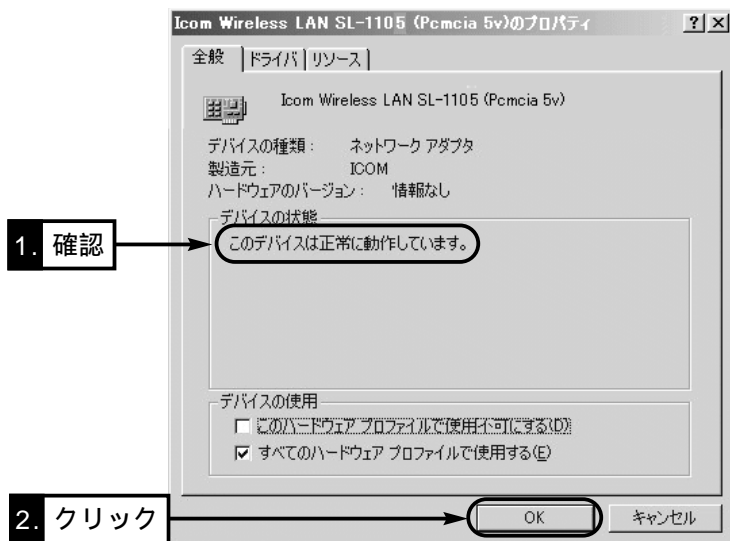 Icom Wireless LAN SL-1105 (Pcmcia 5v)のプロパティ
全般 ドライバ リソース
Icom Wireless LAN SL-1105 (Pcmcia 5v)
デバイスの種類： ネットワーク アダプタ
製造元： ICOM
ハードウェアのバージョン： 情報なし
デバイスの状態
1. 確認
このデバイスは正常に動作しています。
デバイスの使用
このハードウェア プロファイルで使用不可にする(D)
すべてのハードウェア プロファイルで使用する(E)
2. クリック
OK キャンセル